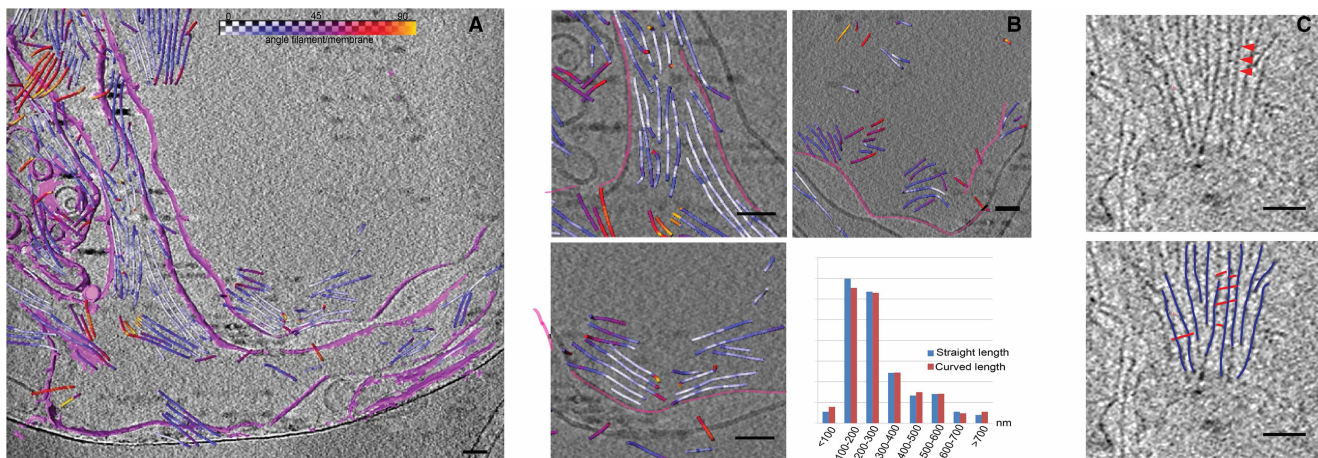 0 45 90
angle filament/membrane
A
B
C
Straight length
Curved length
<100
100-200
200-300
300-400
400-500
500-600
600-700
>700
nm